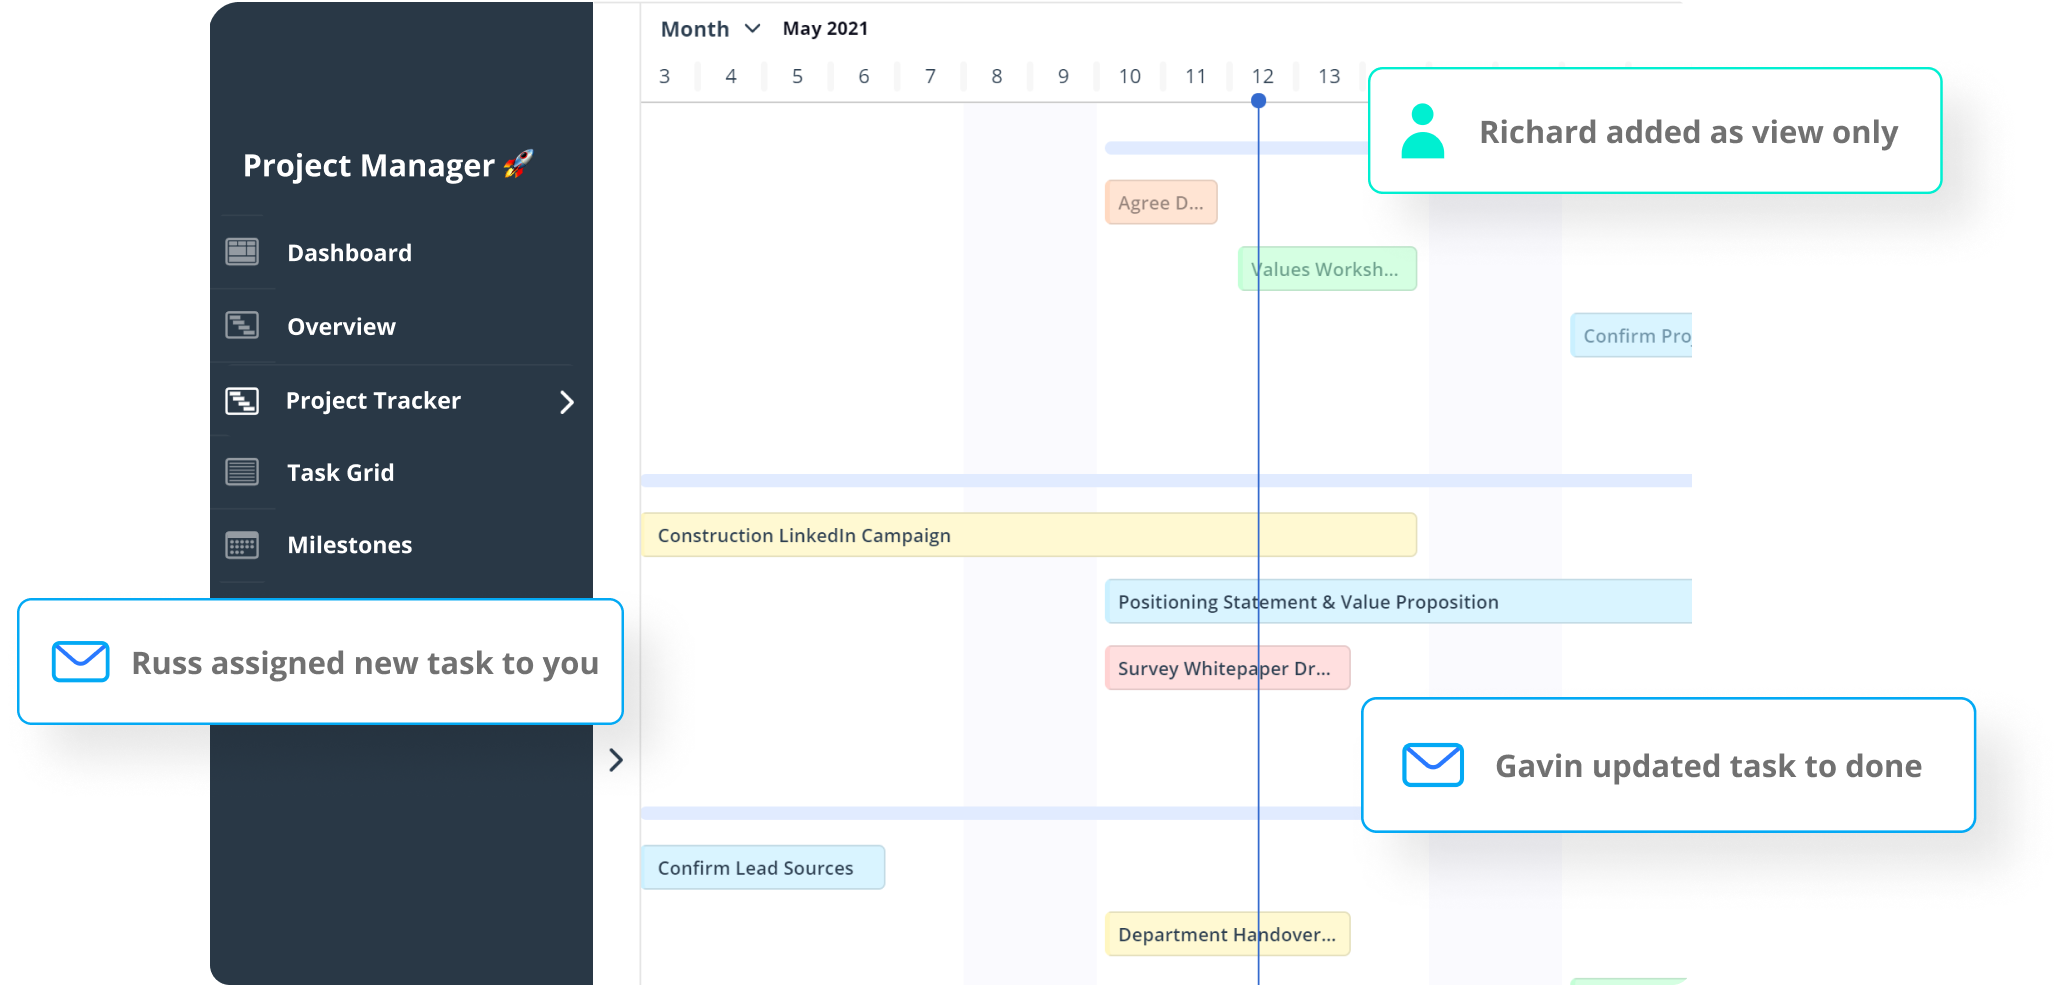 Month May 2021
3 4 5 6 7 8 9 10 11 12 13
Richard added as view only
Project Manager
Agree D...
Dashboard
Values Worksh...
Overview
Confirm Pro
Project Tracker
Task Grid
Construction LinkedIn Campaign
Milestones
Positioning Statement & Value Proposition
Russ assigned new task to you
Survey Whitepaper Dr...
Gavin updated task to done
Confirm Lead Sources
Department Handover...